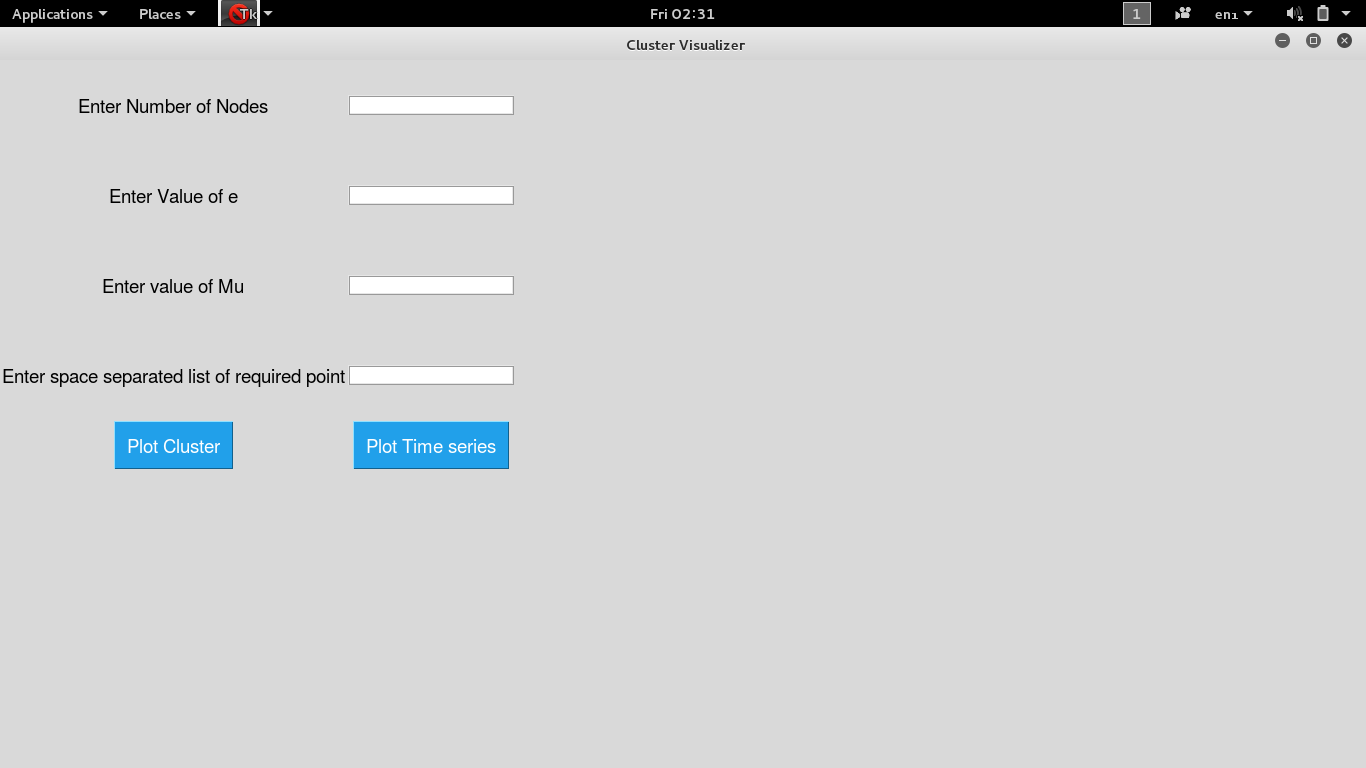 Applications Places Tk Fri 02:31 1 en1
Cluster Visualizer
Enter Number of Nodes
Enter Value of e
Enter value of Mu
Enter space separated list of required point
Plot Cluster Plot Time series